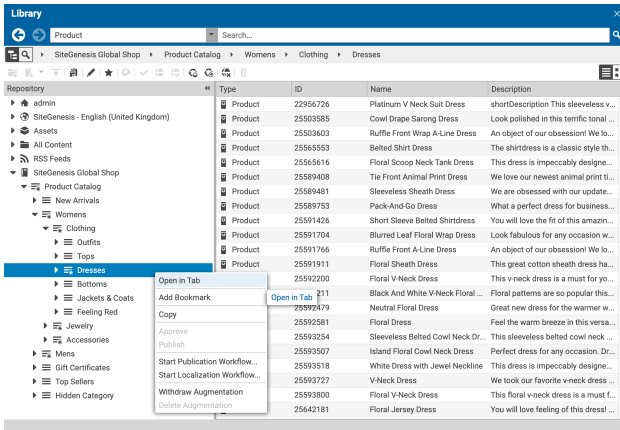 Library
Product
Search...
SiteGenesis Global Shop
Product Catalog
Womens
Clothing
Dresses
Repository
Type
ID
Name
Description
admin
SiteGenesis - English (United Kingdom)
Assets
All Content
RSS Feeds
SiteGenesis Global Shop
Product Catalog
New Arrivals
Womens
Clothing
Outfits
Tops
Dresses
Bottoms
Jackets & Coats
Feeling Red
Jewelry
Accessories
Mens
Gift Certificates
Top Sellers
Hidden Category
Open in Tab
Add Bookmark
Copy
Approve
Publish
Start Publication Workflow...
Start Localization Workflow...
Withdraw Augmentation
Delete Augmentation
Open in Tab
Product 22956726 Platinum V Neck Suit Dress shortDescription This sleeveless v...
Product 25503585 Cowl Drape Sarong Dress Look polished in this terrific tonal ...
Product 25503603 Ruffle Front Wrap A-Line Dress An object of our obsession! We lo...
Product 25565553 Belted Shirt Dress The shirtdress is a classic style th...
Product 25565616 Floral Scoop Neck Tank Dress This dress is impeccably designe...
Product 25589408 Tie Front Animal Print Dress We love our newest animal print ti...
Product 25589481 Sleeveless Sheath Dress We are obsessed with our update...
Product 25589753 Pack-And-Go Dress What a perfect dress for business...
Product 25591426 Short Sleeve Belted Shirtdress You will love the fit of this amazin...
Product 25591704 Blurred Leaf Floral Wrap Dress Look fabulous for any occasion w...
Product 25591766 Ruffle Front A-Line Dress An object of our obsession! We lo...
Product 25591911 Floral Sheath Dress This great cotton sheath dress ha...
25592200 Floral V-Neck Dress This v-neck dress is a must for yo...
211 Black And White V-Neck Floral ... Floral patterns are so popular this...
25592479 Neutral Floral Dress Great new dress for the warmer w...
25592581 Floral Dress Feel the warm breeze in this versa...
25593254 Sleeveless Belted Cowl Neck Dr... This sleeveless belted cowl neck ...
25593507 Island Floral Cowl Neck Dress Perfect dress for any occasion. Dr...
25593518 White Dress with Jewel Neckline This dress is impeccably designe...
25593727 V-Neck Dress We took our favorite v-neck dress ...
25593800 Floral V-Neck Dress This floral v-neck dress is a must f...
25642181 Floral Jersey Dress You will love feeling of this dress! ...